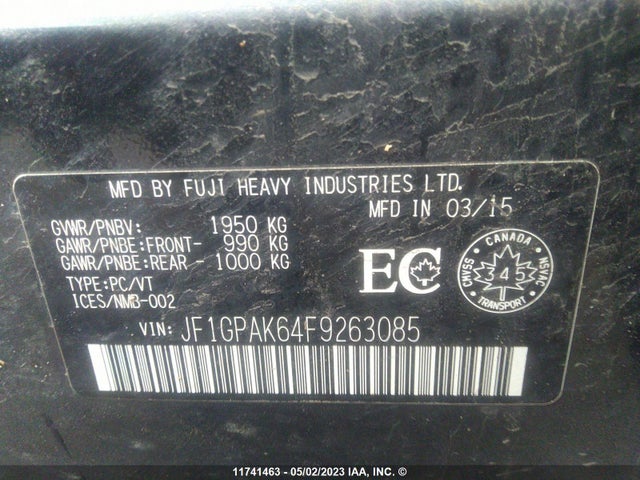 MFD BY FUJI HEAVY INDUSTRIES LTD.
MFD IN 03/15
GVWR/PNBV: 1950 KG
GAWR/PNBE:FRONT- 990 KG
GAWR/PNBE:REAR - 1000 KG
TYPE:PC/VT
ICES/NMB-002
EC
CANADA
CMVSS 345 NSVAC
TRANSPORT
VIN: JF1GPAK64F9263085
11741463 - 05/02/2023 IAA, INC. ©